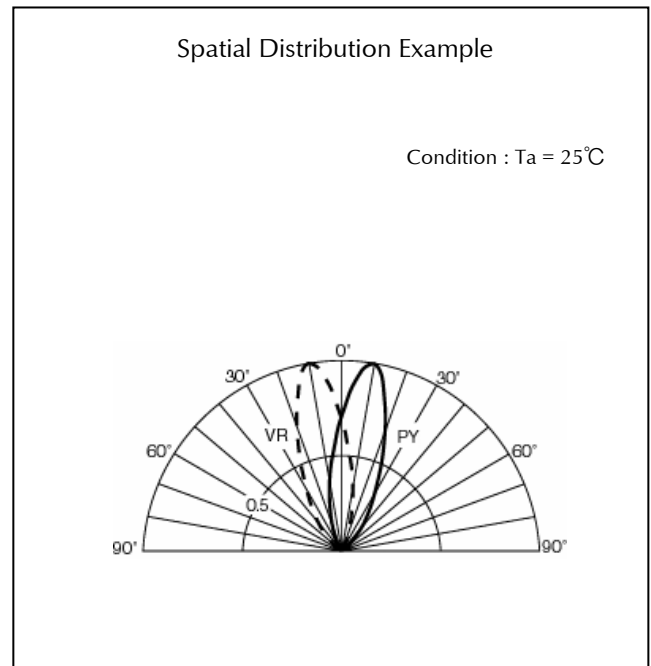 Spatial Distribution Example
Condition : Ta = 25℃
0°
30°
30°
VR
PY
60°
60°
0.5
90°
90°